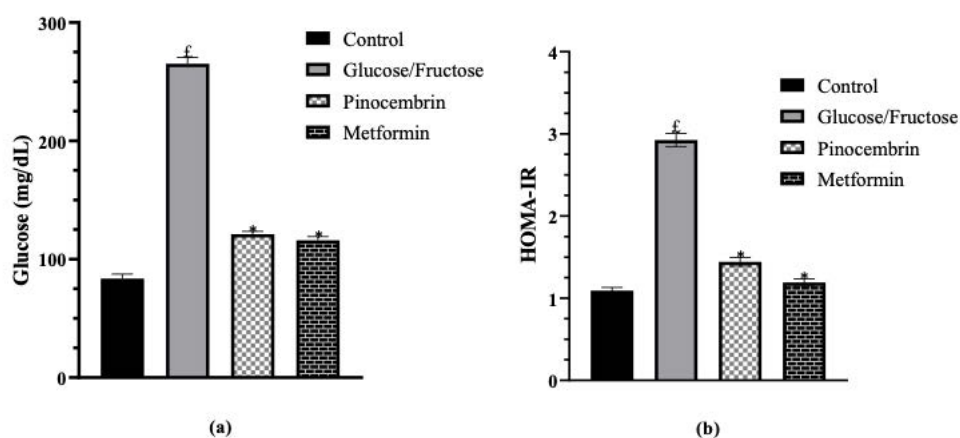 300
200
100
0
Glucose (mg/dL)
£
*
*
Control
Glucose/Fructose
Pinocembrin
Metformin
(a)
4
3
2
1
0
HOMA-IR
£
*
*
Control
Glucose/Fructose
Pinocembrin
Metformin
(b)